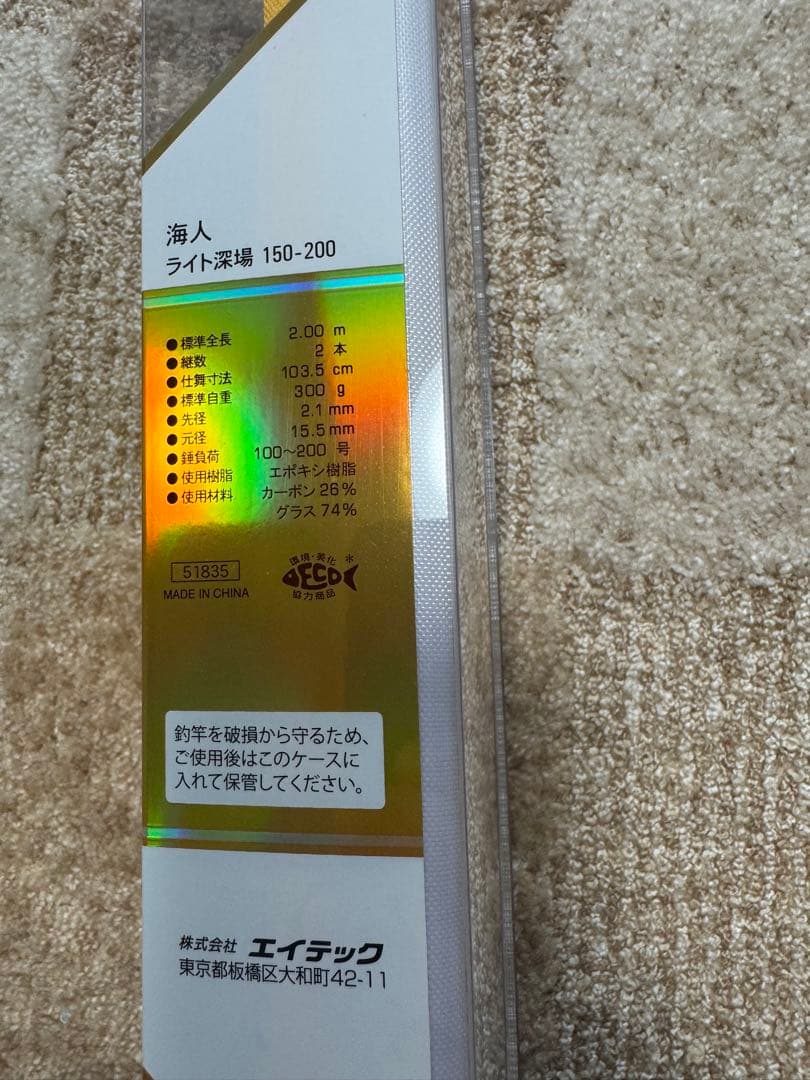 海人
ライト深場 150-200
●標準全長 2.00 m
●継数 2 本
●仕舞寸法 103.5 cm
●標準自重 300 g
●先径 2.1 mm
●元径 15.5 mm
●錘負荷 100～200 号
●使用樹脂 エポキシ樹脂
●使用材料 カーボン 26%
グラス 74%
51835
MADE IN CHINA
環境・美化
ECO
協力商品
釣竿を破損から守るため、
ご使用後はこのケースに
入れて保管してください。
株式会社 エイテック
東京都板橋区大和町42-11